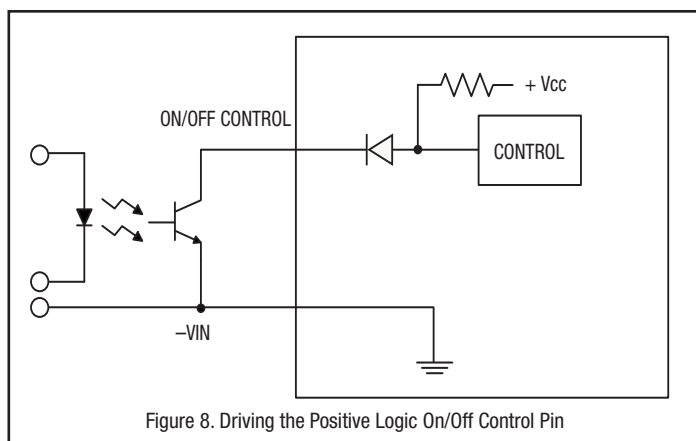 + Vcc
ON/OFF CONTROL
CONTROL
–VIN
Figure 8. Driving the Positive Logic On/Off Control Pin